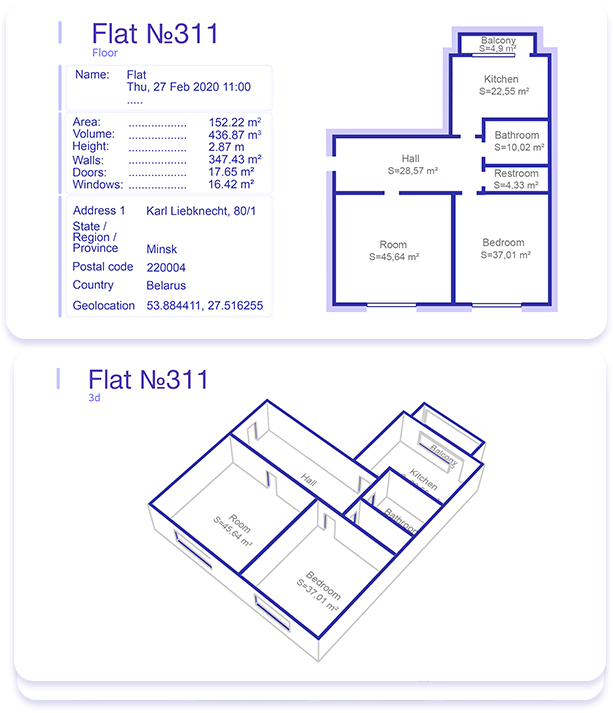 Flat №311
Floor
Name: Flat
Thu, 27 Feb 2020 11:00
.....
Area: .................. 152.22 m²
Volume: .................. 436.87 m³
Height: .................. 2.87 m
Walls: .................. 347.43 m²
Doors: .................. 17.65 m²
Windows: .................. 16.42 m²
Address 1 Karl Liebknecht, 80/1
State /
Region /
Province Minsk
Postal code 220004
Country Belarus
Geolocation 53.884411, 27.516255
Balcony
S=4,9 m²
Kitchen
S=22,55 m²
Bathroom
S=10,02 m²
Hall
S=28,57 m²
Restroom
S=4,33 m²
Room
S=45,64 m²
Bedroom
S=37,01 m²
Flat №311
3d
Balcony
Kitchen
Hall
Bathroom
Room
S=45,64 m²
Bedroom
S=37,01 m²